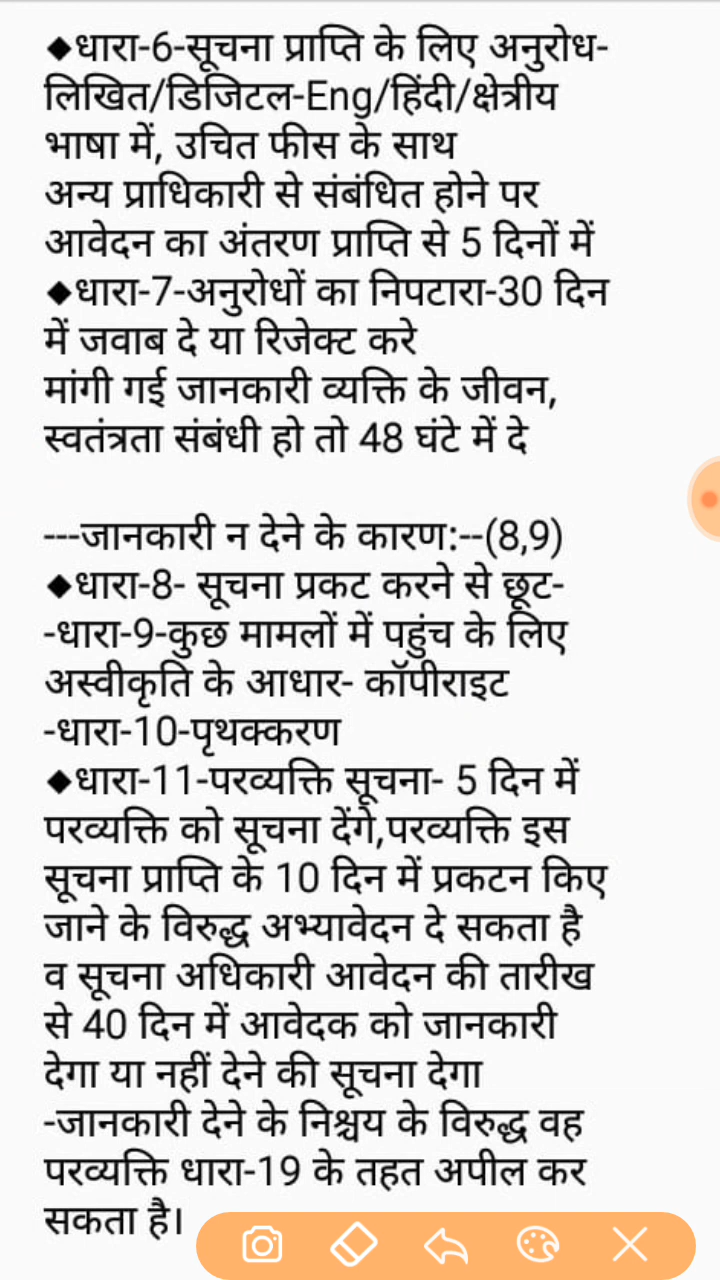 ◆धारा-6-सूचना प्राप्ति के लिए अनुरोध-
लिखित/डिजिटल-Eng/हिंदी/क्षेत्रीय
भाषा में, उचित फीस के साथ
अन्य प्राधिकारी से संबंधित होने पर
आवेदन का अंतरण प्राप्ति से 5 दिनों में
◆धारा-7-अनुरोधों का निपटारा-30 दिन
में जवाब दे या रिजेक्ट करे
मांगी गई जानकारी व्यक्ति के जीवन,
स्वतंत्रता संबंधी हो तो 48 घंटे में दे
---जानकारी न देने के कारण:--(8,9)
◆धारा-8- सूचना प्रकट करने से छूट-
-धारा-9-कुछ मामलों में पहुंच के लिए
अस्वीकृति के आधार- कॉपीराइट
-धारा-10-पृथक्करण
◆धारा-11-परव्यक्ति सूचना- 5 दिन में
परव्यक्ति को सूचना देंगे,परव्यक्ति इस
सूचना प्राप्ति के 10 दिन में प्रकटन किए
जाने के विरुद्ध अभ्यावेदन दे सकता है
व सूचना अधिकारी आवेदन की तारीख
से 40 दिन में आवेदक को जानकारी
देगा या नहीं देने की सूचना देगा
-जानकारी देने के निश्चय के विरुद्ध वह
परव्यक्ति धारा-19 के तहत अपील कर
सकता है।